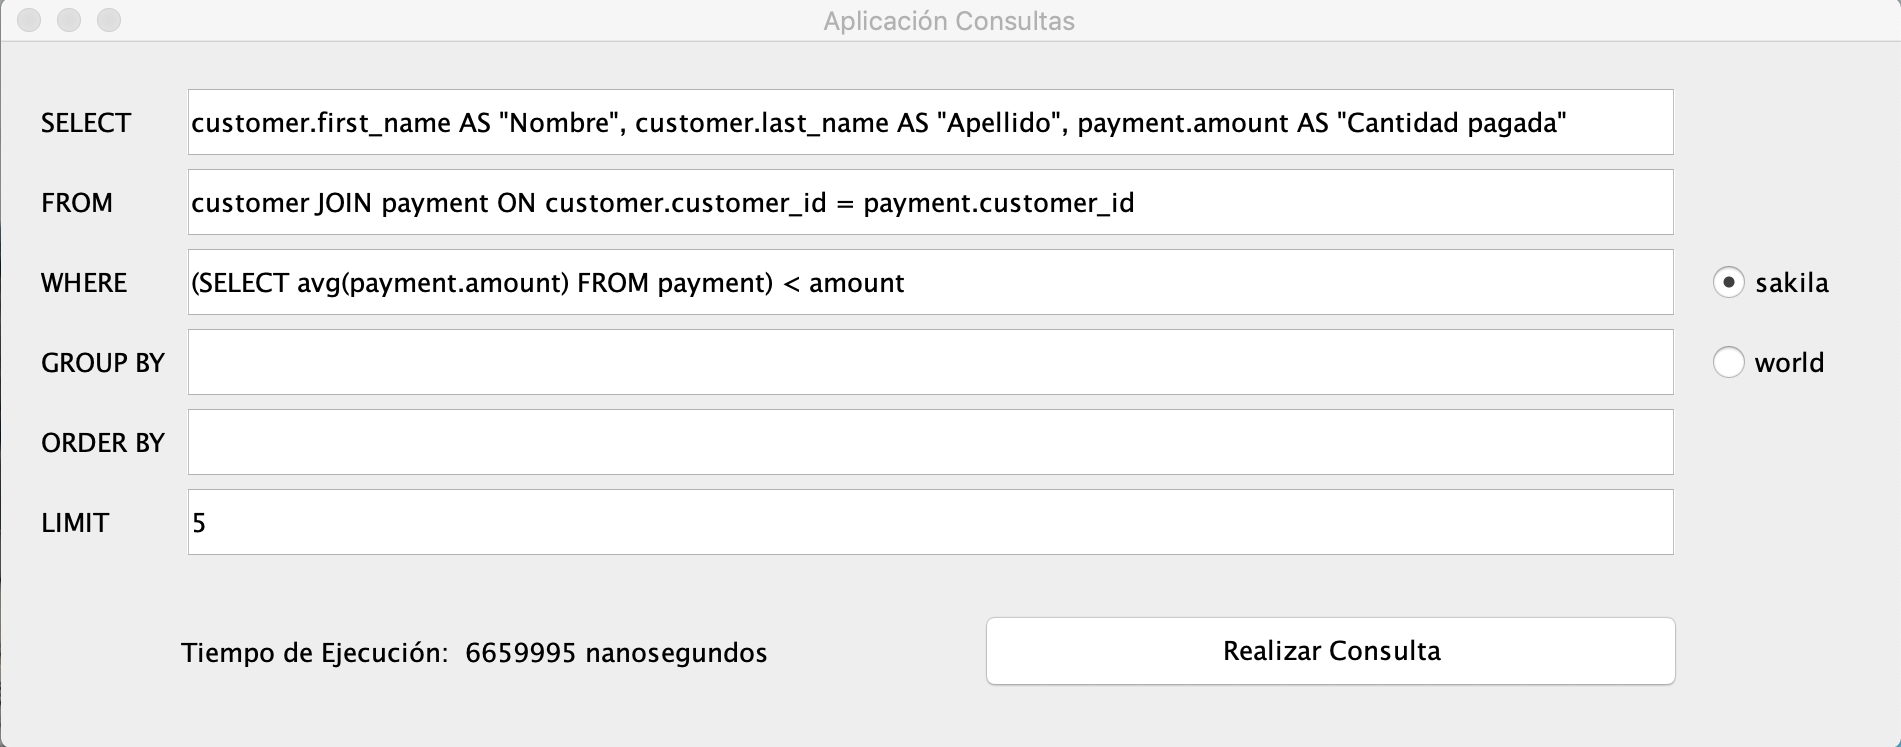 Aplicación Consultas
SELECT customer.first_name AS "Nombre", customer.last_name AS "Apellido", payment.amount AS "Cantidad pagada"
FROM customer JOIN payment ON customer.customer_id = payment.customer_id
WHERE (SELECT avg(payment.amount) FROM payment) < amount sakila
GROUP BY world
ORDER BY
LIMIT 5
Tiempo de Ejecución: 6659995 nanosegundos Realizar Consulta